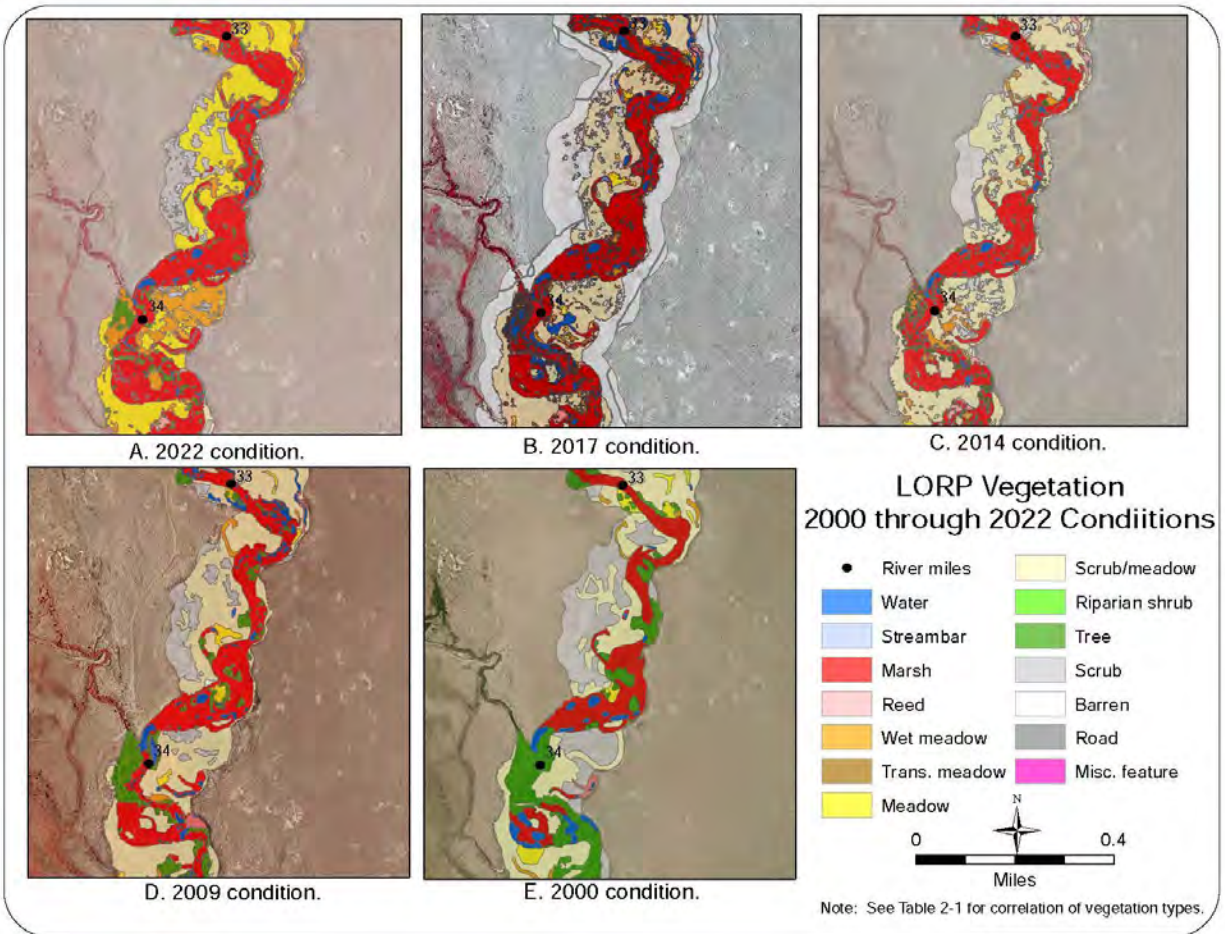 33
34
A. 2022 condition.
33
34
B. 2017 condition.
33
34
C. 2014 condition.
33
34
D. 2009 condition.
33
34
E. 2000 condition.
LORP Vegetation
2000 through 2022 Condiitions
River miles
Water
Streambar
Marsh
Reed
Wet meadow
Trans. meadow
Meadow
Scrub/meadow
Riparian shrub
Tree
Scrub
Barren
Road
Misc. feature
N
0 0.4
Miles
Note: See Table 2-1 for correlation of vegetation types.